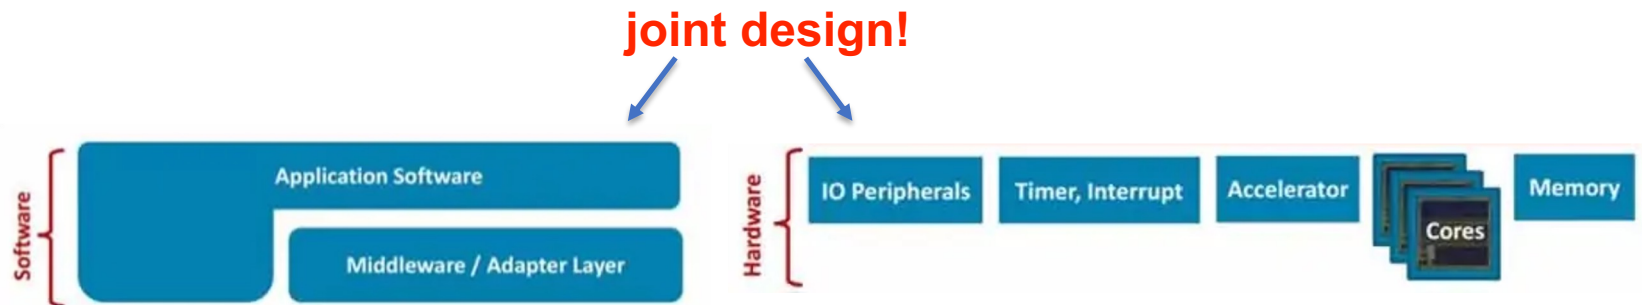 joint design!
Software
Application Software
Middleware / Adapter Layer
Hardware
IO Peripherals
Timer, Interrupt
Accelerator
Cores
Memory